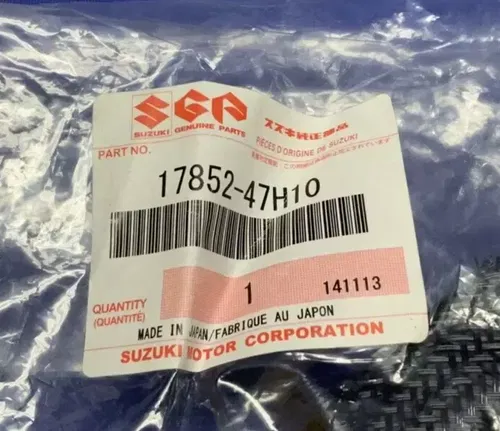 SGP
SUZUKI GENUINE PARTS
スズキ純正部品
PIÈCES D'ORIGINE DE SUZUKI
PART NO.
17852-47H10
1
141113
QUANTITY
(QUANTITÉ)
MADE IN JAPAN/FABRIQUE AU JAPON
SUZUKI MOTOR CORPORATION